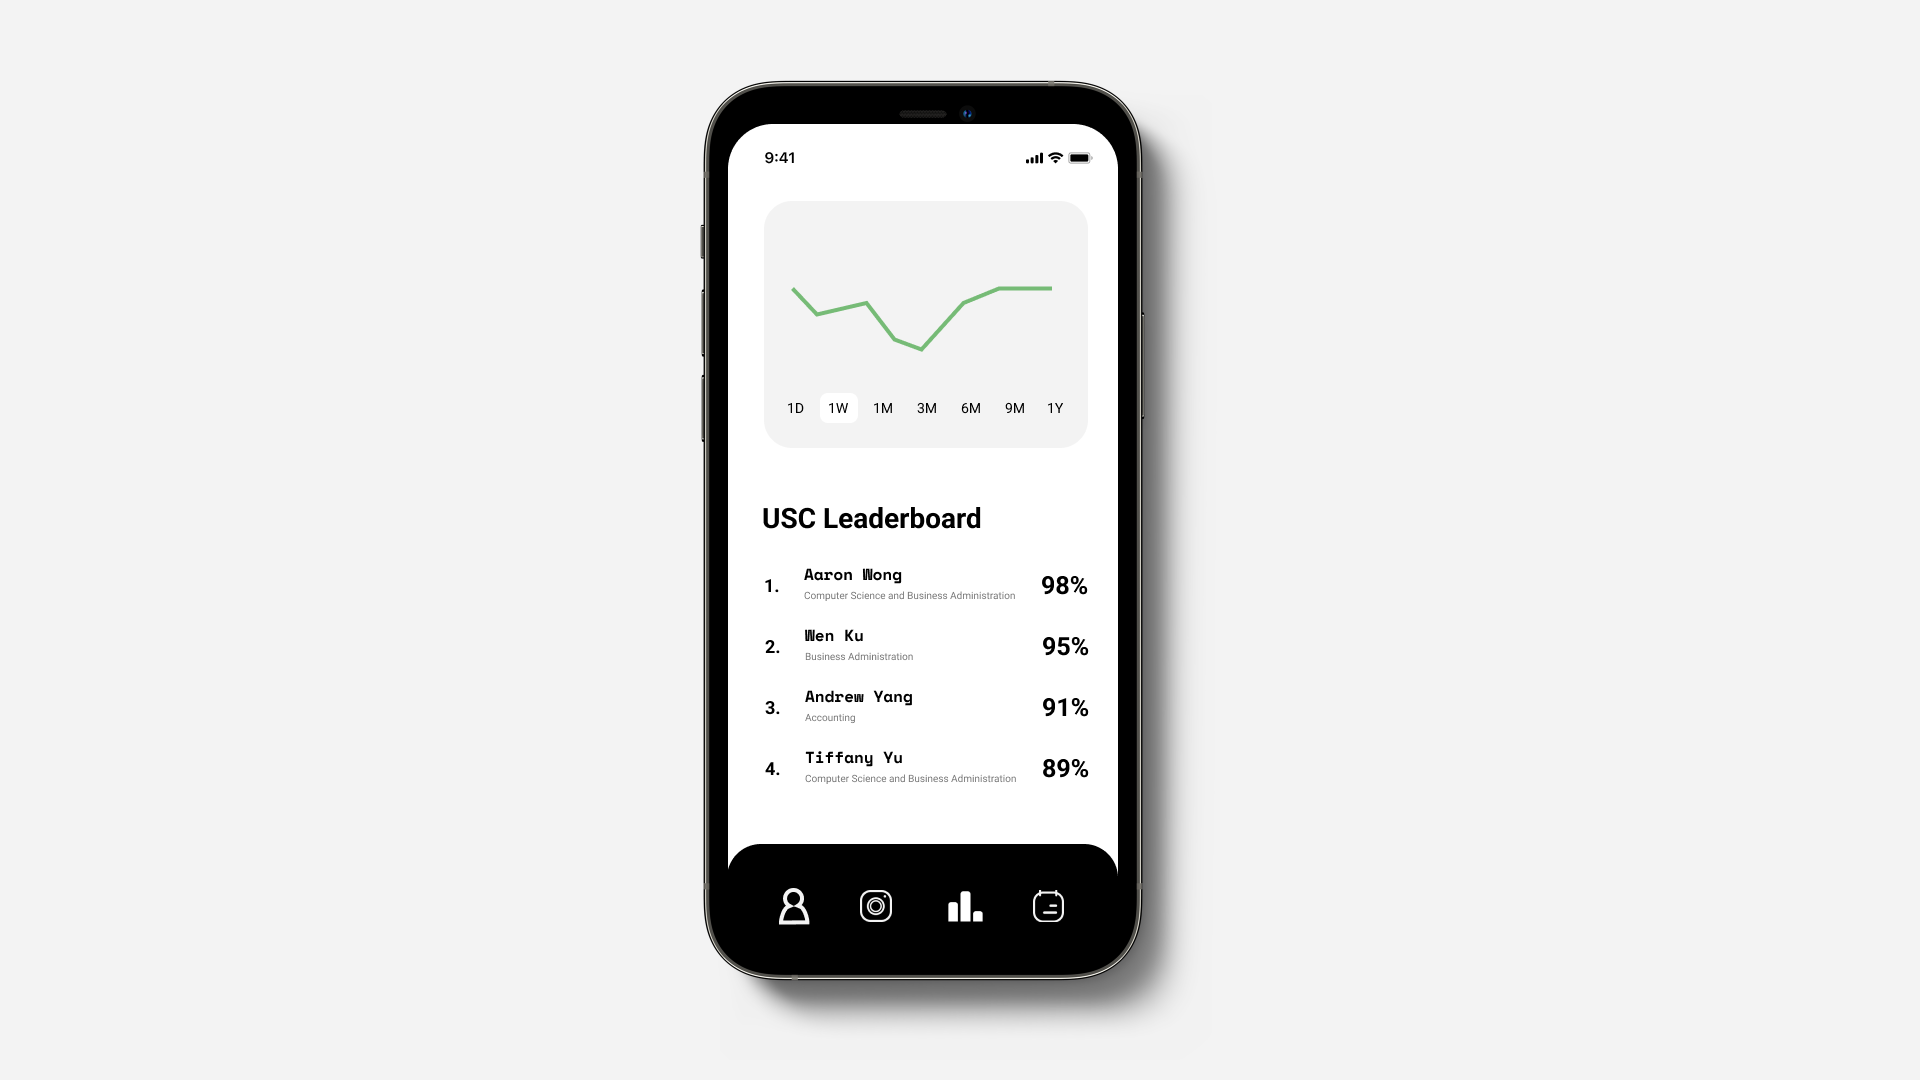 9:41
1D 1W 1M 3M 6M 9M 1Y
USC Leaderboard
1. Aaron Wong 98%
Computer Science and Business Administration
2. Wen Ku 95%
Business Administration
3. Andrew Yang 91%
Accounting
4. Tiffany Yu 89%
Computer Science and Business Administration